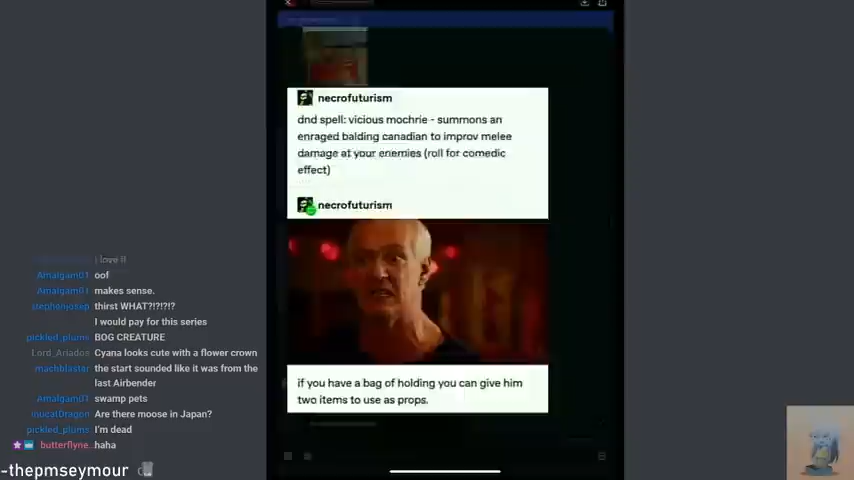 necrofuturism
dnd spell: vicious mochrie - summons an
enraged balding canadian to improv melee
damage at your enemies (roll for comedic
effect)
necrofuturism
if you have a bag of holding you can give him
two items to use as props.
i love it
Amalgam01 oof
Amalgam01 makes sense.
thirst WHAT?!?!?!?
I would pay for this series
pickled_plums BOG CREATURE
Lord_Ariados Cyana looks cute with a flower crown
machblastor the start sounded like it was from the
last Airbender
Amalgam01 swamp pets
Are there moose in Japan?
pickled_plums I'm dead
butterflyne... haha
-thepmseymour